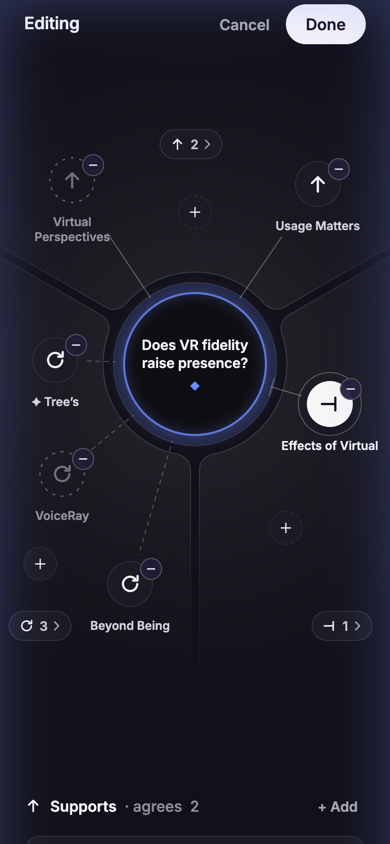 Editing
Cancel
Done
2
Virtual
Perspectives
Usage Matters
Does VR fidelity
raise presence?
Tree's
Effects of Virtual
VoiceRay
Beyond Being
3
1
Supports · agrees 2
+ Add